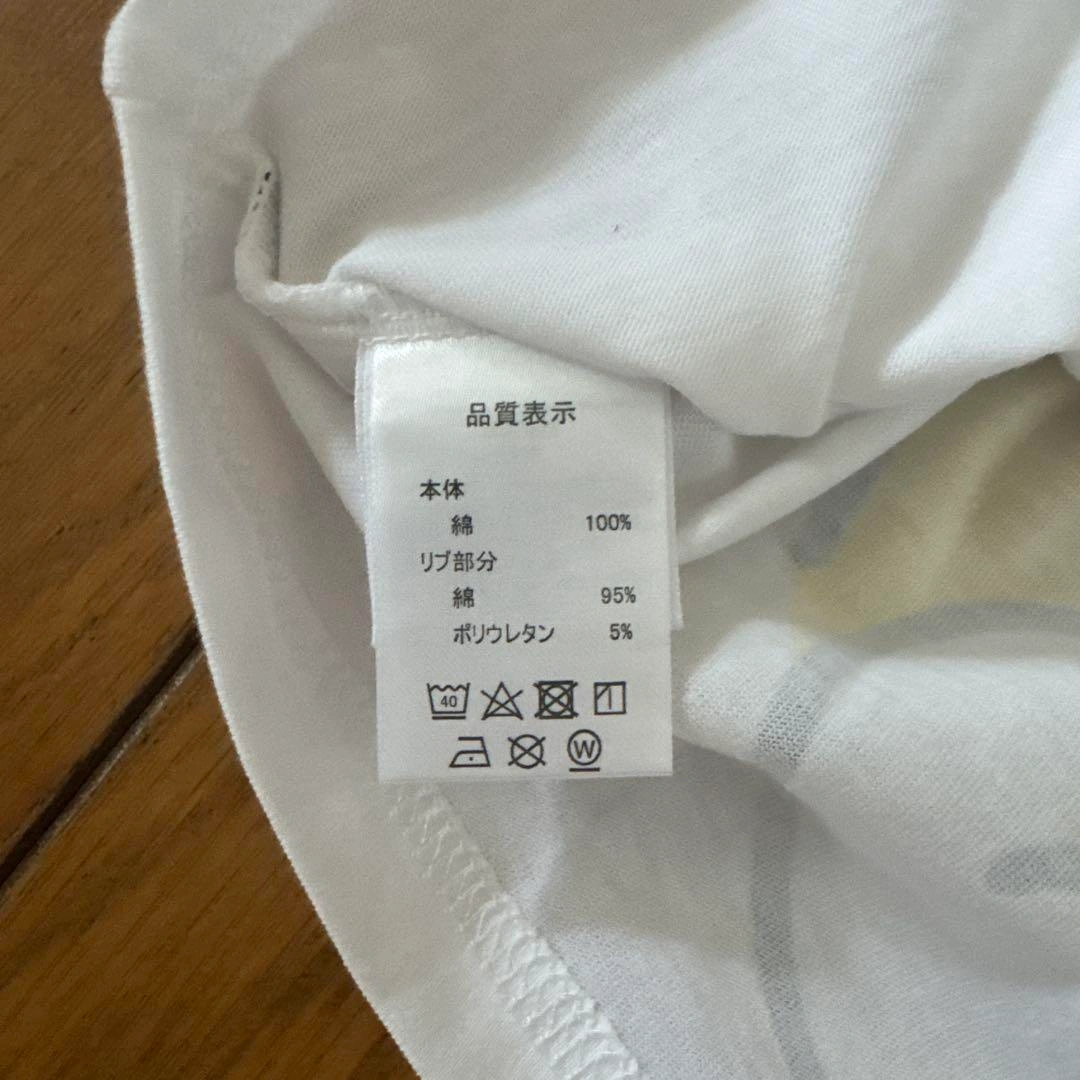 品質表示
本体
綿 100%
リブ部分
綿 95%
ポリウレタン 5%
40
W